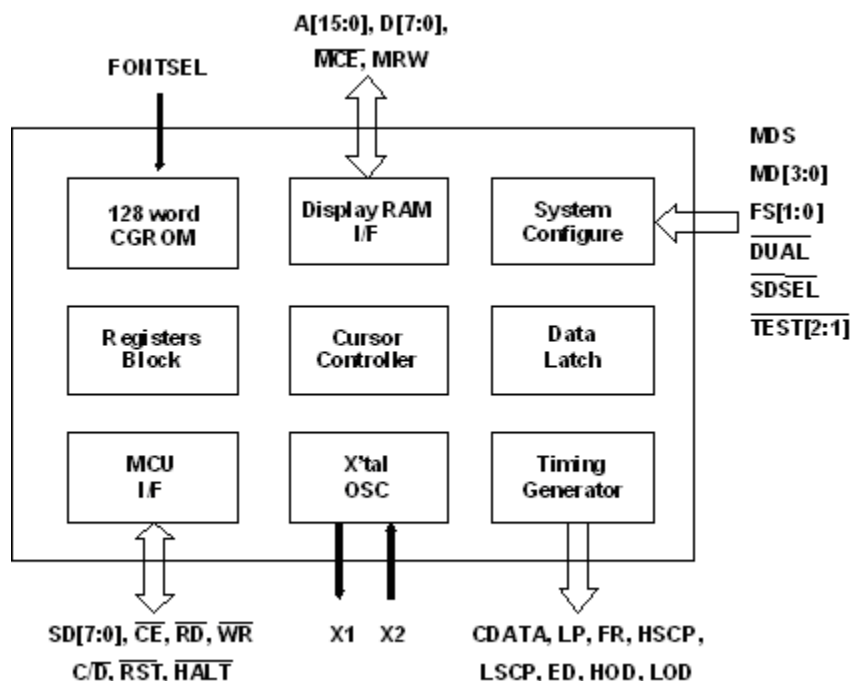 A[15:0], D[7:0],
MCE, MRW
FONTSEL
MDS
MD[3:0]
FS[1:0]
DUAL
SDSEL
TEST[2:1]
128 word
CGROM
Display RAM
I/F
System
Configure
Registers
Block
Cursor
Controller
Data
Latch
MCU
I/F
X'tal
OSC
Timing
Generator
SD[7:0], CE, RD, WR
C/D, RST, HALT
X1 X2
CDATA, LP, FR, HSCP,
LSCP, ED, HOD, LOD